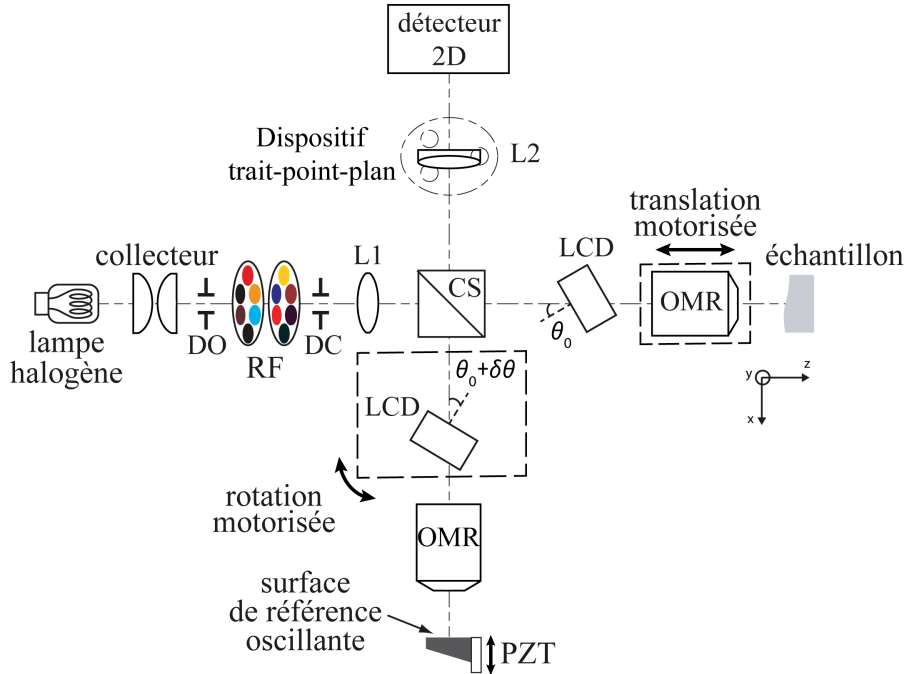 détecteur
2D
Dispositif
trait-point-plan
L2
translation
motorisée
collecteur
L1
LCD
échantillon
CS
OMR
θ₀
DO
RF
DC
lampe
halogène
θ₀+δθ
LCD
y
z
x
rotation
motorisée
OMR
surface
de référence
oscillante
PZT